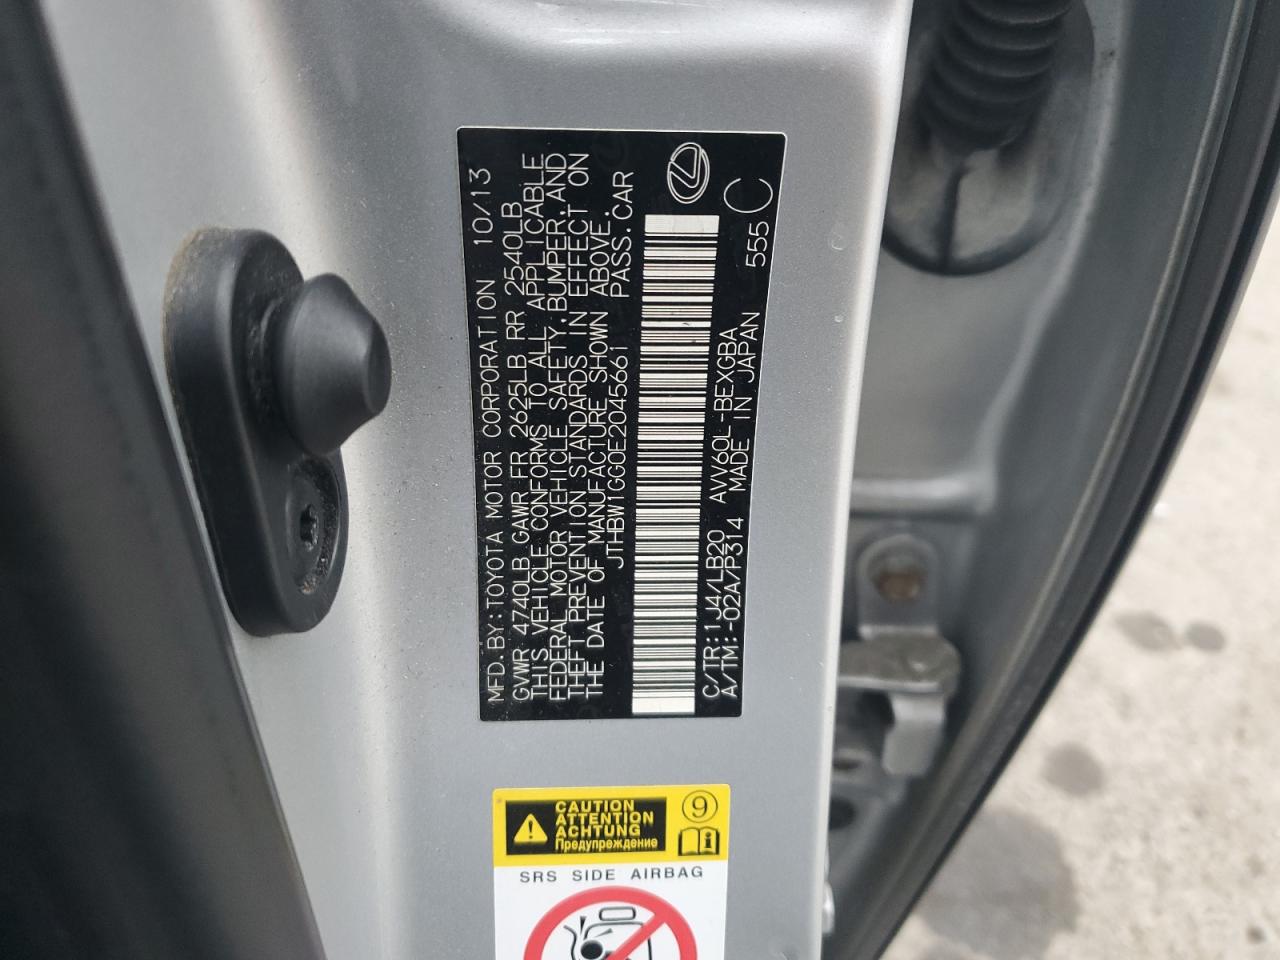 MFD.BY:TOYOTA MOTOR CORPORATION 10/13
GVWR 4740LB GAWR FR 2625LB RR 2540LB
THIS VEHICLE CONFORMS TO ALL APPLICABLE
FEDERAL MOTOR VEHICLE SAFETY,BUMPER,AND
THEFT PREVENTION STANDARDS IN EFFECT ON
THE DATE OF MANUFACTURE SHOWN ABOVE.
JTHBW1GG0E2045661 PASS.CAR
C/TR:1J4/LB20 AVV60L-BEXGBA
A/TM:-02A/P314 MADE IN JAPAN 555 C
CAUTION
ATTENTION
ACHTUNG
Предупреждение
9
i
SRS SIDE AIRBAG